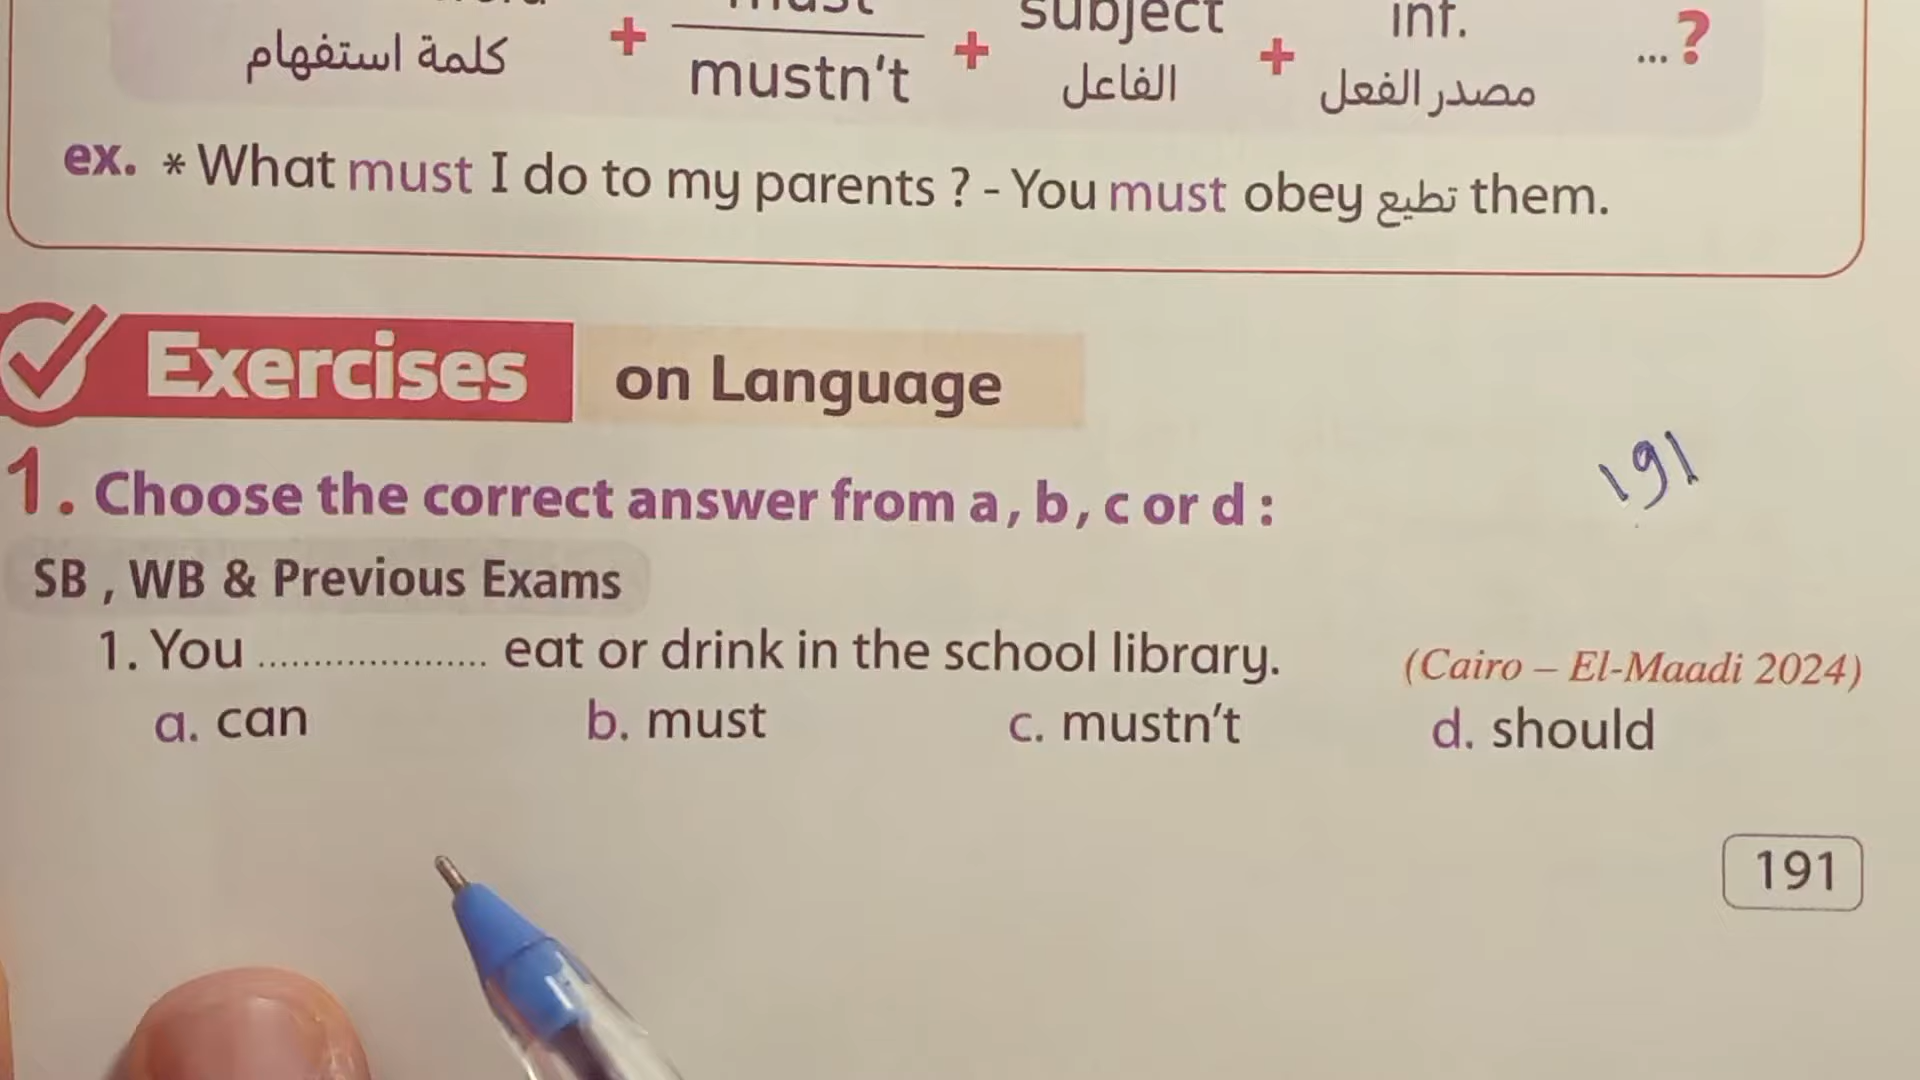 + + + ...?
mustn't subject inf.
كلمة استفهام الفاعل مصدر الفعل
ex. * What must I do to my parents ? - You must obey تطيع them.
Exercises on Language
1. Choose the correct answer from a, b, c or d :
191
SB , WB & Previous Exams
1. You .................... eat or drink in the school library. (Cairo – El-Maadi 2024)
a. can b. must c. mustn't d. should
191